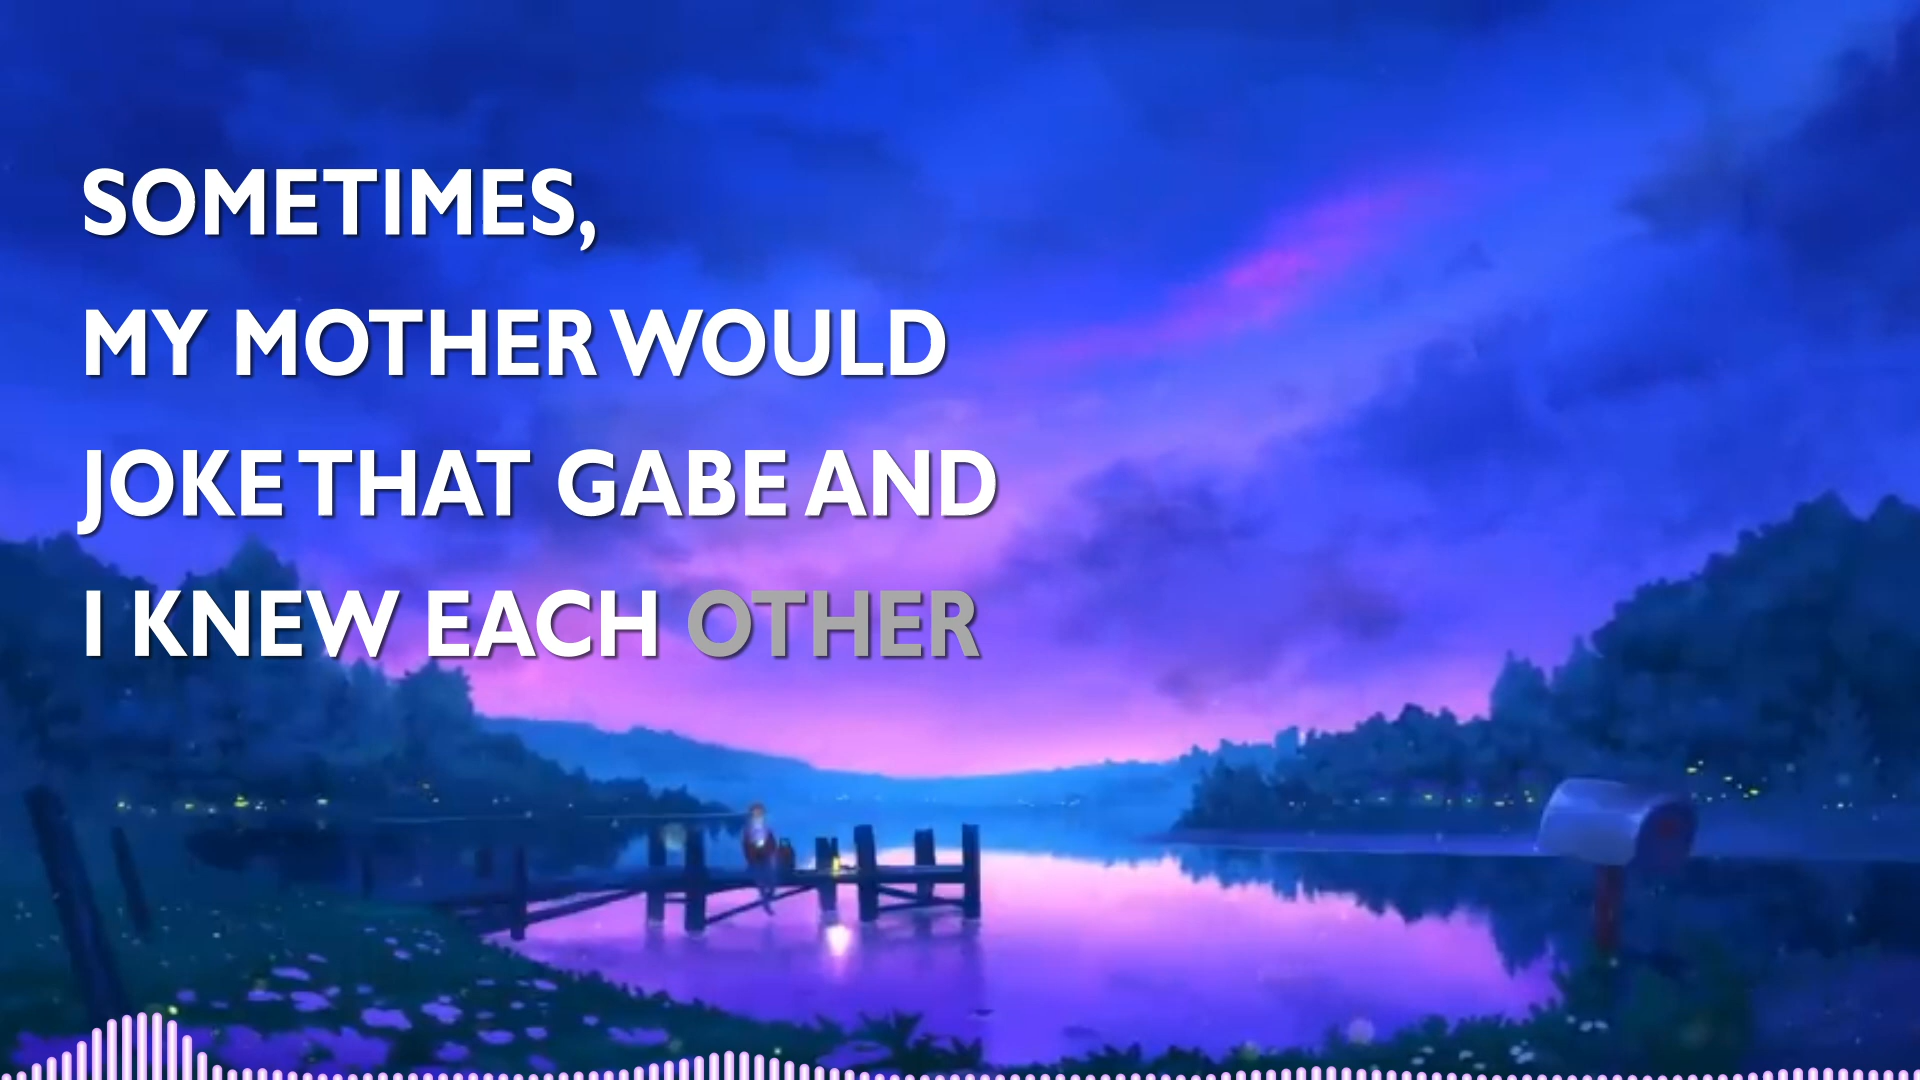 SOMETIMES,
MY MOTHER WOULD
JOKE THAT GABE AND
I KNEW EACH OTHER